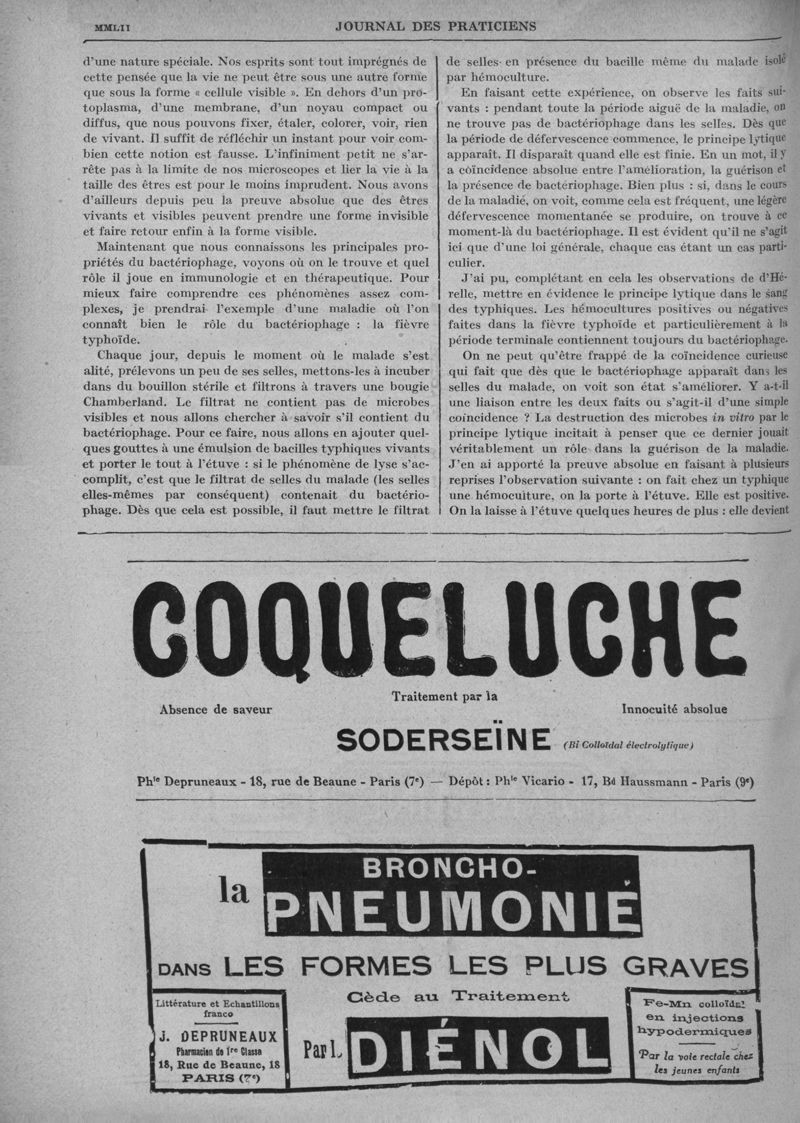 MMLII
JOURNAL DES PRATICIENS
d'une nature spéciale. Nos esprits sont tout imprégnés de
cette pensée que la vie ne peut être sous une autre forme
que sous la forme « cellule visible ». En dehors d'un pro-
toplasma, d'une membrane, d'un noyau compact ou
diffus, que nous pouvons fixer, étaler, colorer, voir, rien
de vivant. Il suffit de réfléchir un instant pour voir com-
bien cette notion est fausse. L'infiniment petit ne s'ar-
rête pas à la limite de nos microscopes et lier la vie à la
taille des êtres est pour le moins imprudent. Nous avons
d'ailleurs depuis peu la preuve absolue que des êtres
vivants et visibles peuvent prendre une forme invisible
et faire retour enfin à la forme visible.
Maintenant que nous connaissons les principales pro-
priétés du bactériophage, voyons où on le trouve et quel
rôle il joue en immunologie et en thérapeutique. Pour
mieux faire comprendre ces phénomènes assez com-
plexes, je prendrai l'exemple d'une maladie où l'on
connaît bien le rôle du bactériophage : la fièvre
typhoïde.
Chaque jour, depuis le moment où le malade s'est
alité, prélevons un peu de ses selles, mettons-les à incuber
dans du bouillon stérile et filtrons à travers une bougie
Chamberland. Le filtrat ne contient pas de microbes
visibles et nous allons chercher à savoir s'il contient du
bactériophage. Pour ce faire, nous allons en ajouter quel-
ques gouttes à une émulsion de bacilles typhiques vivants
et porter le tout à l'étuve : si le phénomène de lyse s'ac-
complit, c'est que le filtrat de selles du malade (les selles
elles-mêmes par conséquent) contenait du bactério-
phage. Dès que cela est possible, il faut mettre le filtrat
de selles en présence du bacille même du malade isolé
par hémoculture.
En faisant cette expérience, on observe les faits sui-
vants : pendant toute la période aiguë de la maladie, on
ne trouve pas de bactériophage dans les selles. Dès que
la période de défervescence commence, le principe lytique
apparaît. Il disparaît quand elle est finie. En un mot, il y
a coïncidence absolue entre l'amélioration, la guérison et
la présence de bactériophage. Bien plus : si, dans le cours
de la maladié, on voit, comme cela est fréquent, une légère
défervescence momentanée se produire, on trouve à ce
moment-là du bactériophage. Il est évident qu'il ne s'agit
ici que d'une loi générale, chaque cas étant un cas parti-
culier.
J'ai pu, complétant en cela les observations de d'Hé-
relle, mettre en évidence le principe lytique dans le sang
des typhiques. Les hémocultures positives ou négatives
faites dans la fièvre typhoïde et particulièrement à la
période terminale contiennent toujours du bactériophage.
On ne peut qu'être frappé de la coïncidence curieuse
qui fait que dès que le bactériophage apparaît dans les
selles du malade, on voit son état s'améliorer. Y a-t-il
une liaison entre les deux faits ou s'agit-il d'une simple
coïncidence ? La destruction des microbes in vitro par le
principe lytique incitait à penser que ce dernier jouait
véritablement un rôle dans la guérison de la maladie.
J'en ai apporté la preuve absolue en faisant à plusieurs
reprises l'observation suivante : on fait chez un typhique
une hémoculture, on la porte à l'étuve. Elle est positive.
On la laisse à l'étuve quelques heures de plus : elle devient
COQUELUCHE
Traitement par la
Absence de saveur
Innocuité absolue
SODERSEÏNE (Bi Colloïdal électrolytique)
Phie Depruneaux - 18, rue de Beaune - Paris (7e) — Dépôt : Phie Vicario - 17, Bd Haussmann - Paris (9e)
la BRONCHO-
PNEUMONIE
DANS LES FORMES LES PLUS GRAVES
Cède au Traitement
Par L DIÉNOL
Littérature et Echantillons
franco
J. DEPRUNEAUX
Pharmacien de 1re Classe
18, Rue de Beaune, 18
PARIS (7e)
Fe-Mn colloïdal
en injections
hypodermiques
Par la voie rectale chez
les jeunes enfants